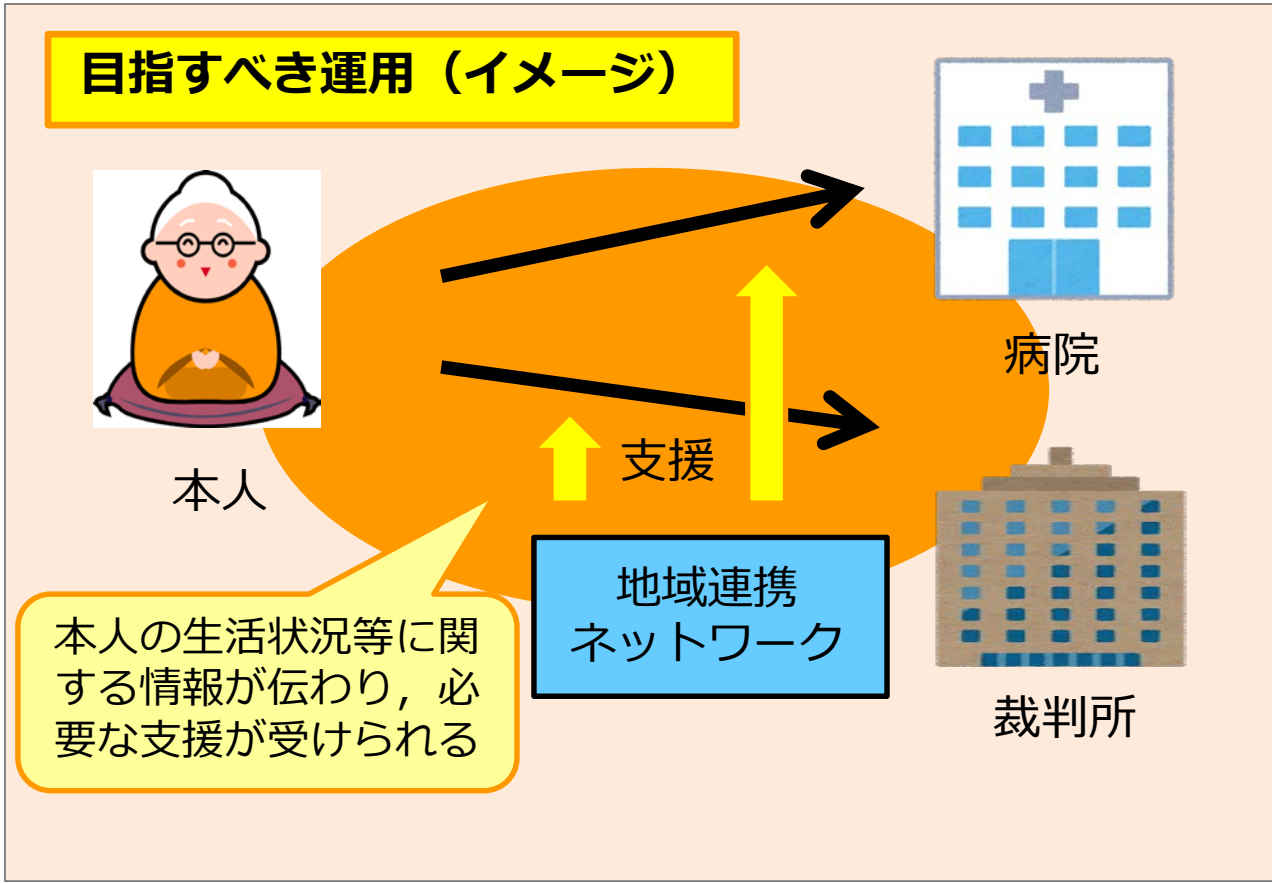 目指すべき運用（イメージ）
病院
本人
支援
地域連携
ネットワーク
本人の生活状況等に関
する情報が伝わり，必
要な支援が受けられる
裁判所